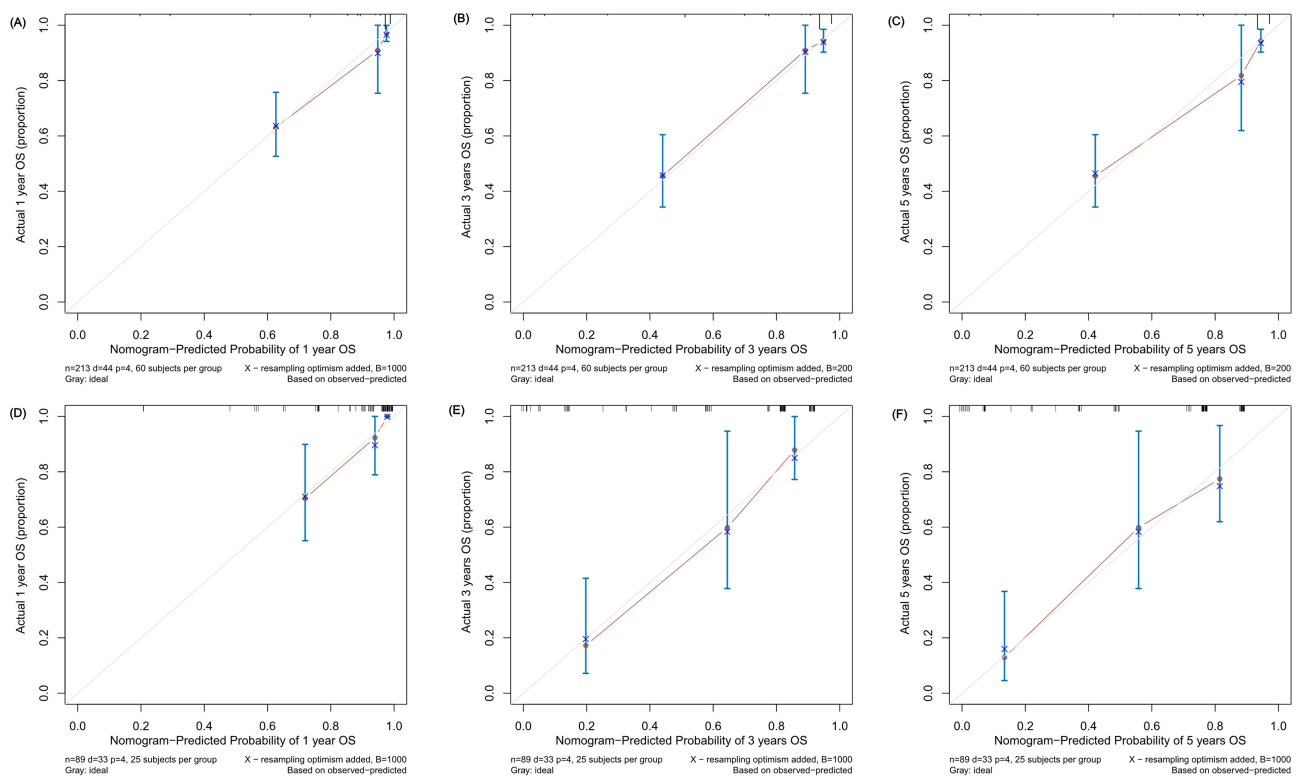 (A)
Actual 1 year OS (proportion)
1.0
0.8
0.6
0.4
0.2
0.0
0.0 0.2 0.4 0.6 0.8 1.0
Nomogram−Predicted Probability of 1 year OS
n=213 d=44 p=4, 60 subjects per group X − resampling optimism added, B=1000
Gray: ideal Based on observed−predicted
(B)
Actual 3 years OS (proportion)
1.0
0.8
0.6
0.4
0.2
0.0
0.0 0.2 0.4 0.6 0.8 1.0
Nomogram−Predicted Probability of 3 years OS
n=213 d=44 p=4, 60 subjects per group X − resampling optimism added, B=200
Gray: ideal Based on observed−predicted
(C)
Actual 5 years OS (proportion)
1.0
0.8
0.6
0.4
0.2
0.0
0.0 0.2 0.4 0.6 0.8 1.0
Nomogram−Predicted Probability of 5 years OS
n=213 d=44 p=4, 60 subjects per group X − resampling optimism added, B=200
Gray: ideal Based on observed−predicted
(D)
Actual 1 year OS (proportion)
1.0
0.8
0.6
0.4
0.2
0.0
0.0 0.2 0.4 0.6 0.8 1.0
Nomogram−Predicted Probability of 1 year OS
n=89 d=33 p=4, 25 subjects per group X − resampling optimism added, B=1000
Gray: ideal Based on observed−predicted
(E)
Actual 3 years OS (proportion)
1.0
0.8
0.6
0.4
0.2
0.0
0.0 0.2 0.4 0.6 0.8 1.0
Nomogram−Predicted Probability of 3 years OS
n=89 d=33 p=4, 25 subjects per group X − resampling optimism added, B=1000
Gray: ideal Based on observed−predicted
(F)
Actual 5 years OS (proportion)
1.0
0.8
0.6
0.4
0.2
0.0
0.0 0.2 0.4 0.6 0.8 1.0
Nomogram−Predicted Probability of 5 years OS
n=89 d=33 p=4, 25 subjects per group X − resampling optimism added, B=1000
Gray: ideal Based on observed−predicted